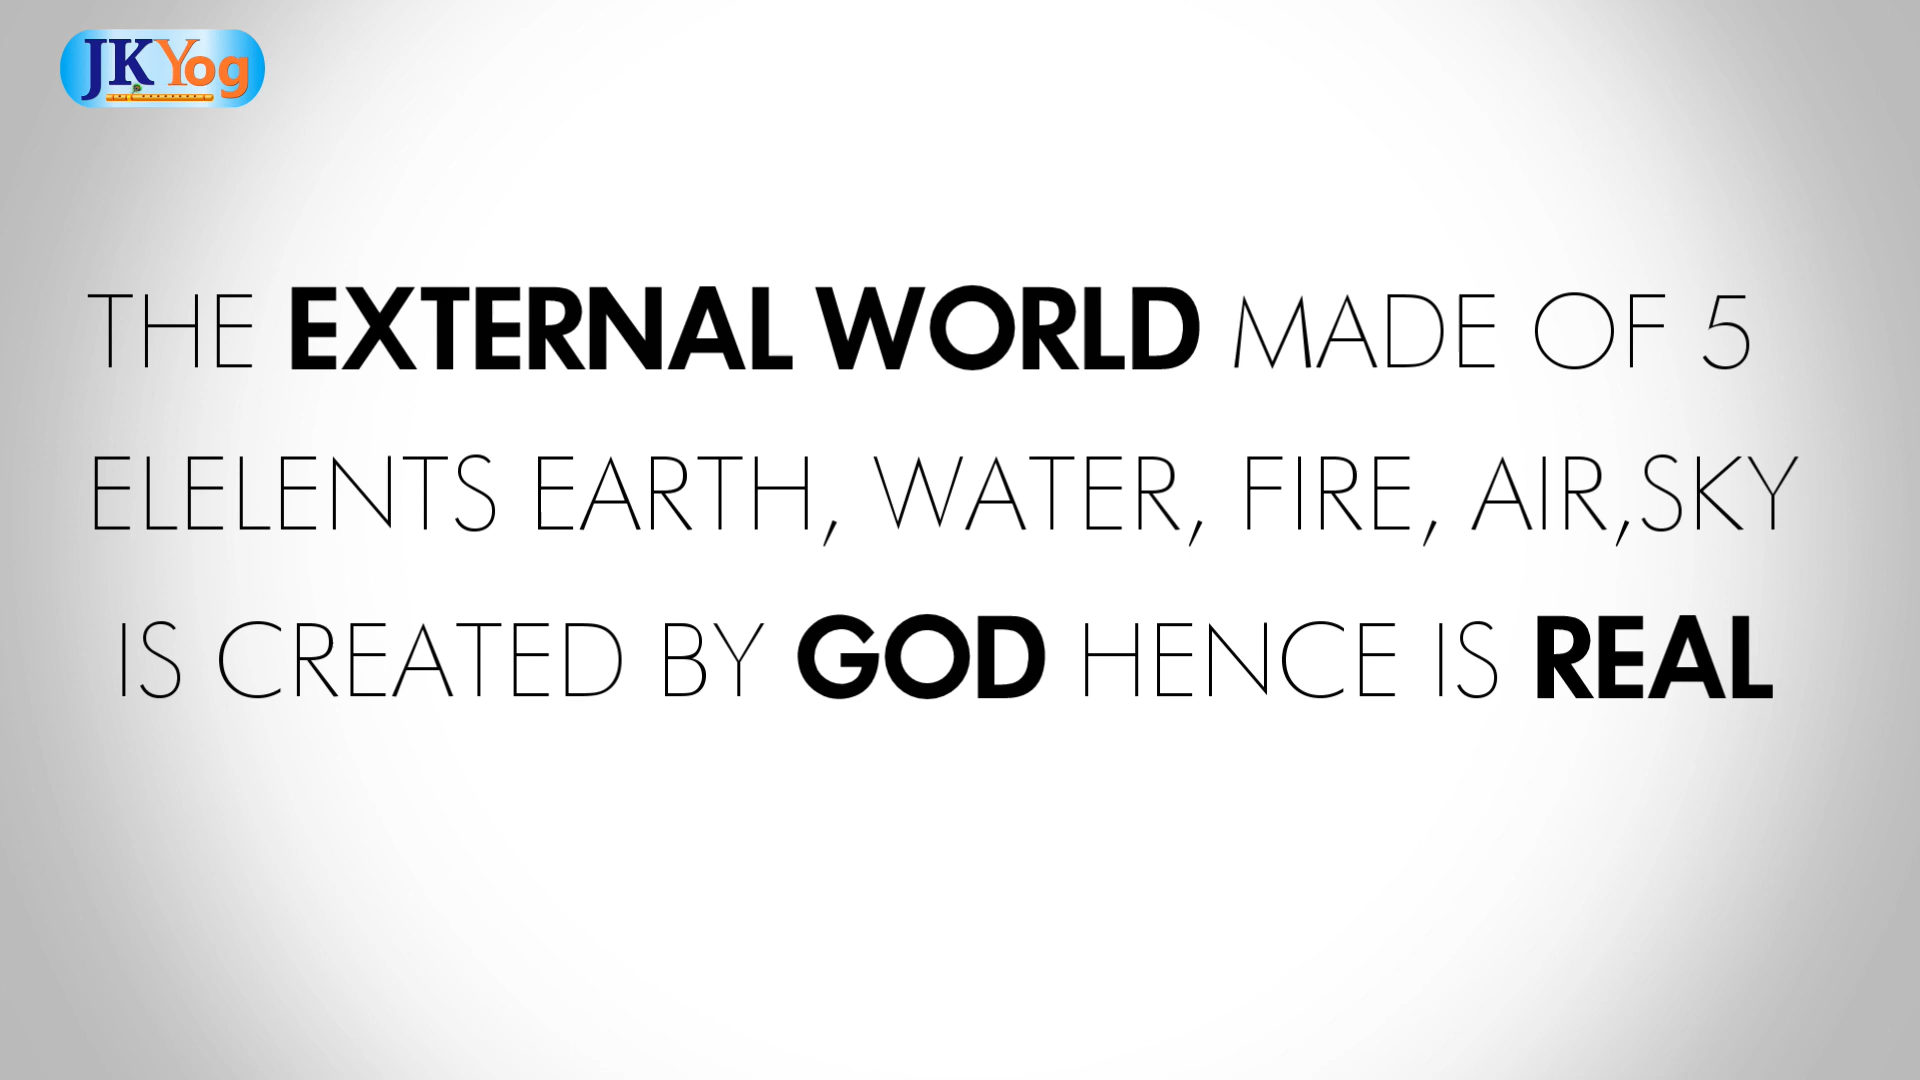 JKYog
THE EXTERNAL WORLD MADE OF 5
ELELENTS EARTH, WATER, FIRE, AIR,SKY
IS CREATED BY GOD HENCE IS REAL